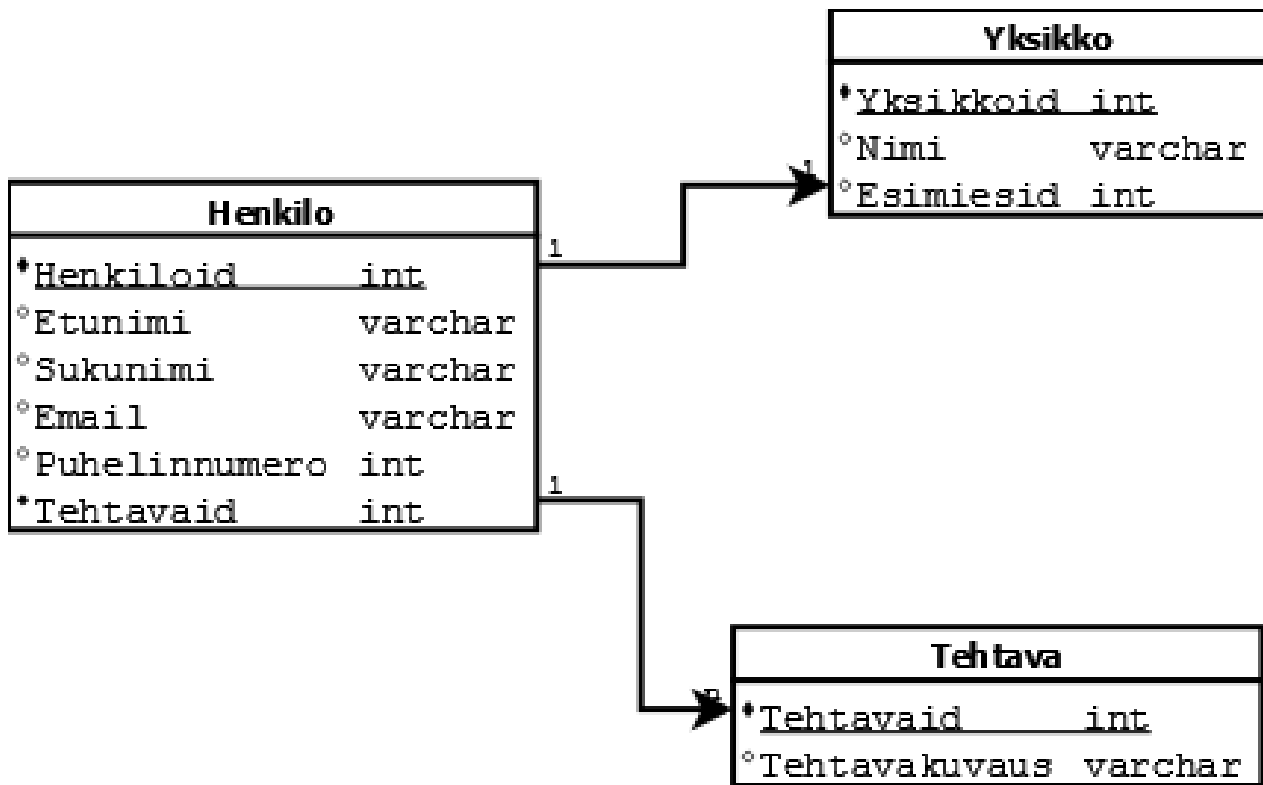 Yksikko
Yksikkoid int
Nimi varchar
Esimiesid int
1
Henkilo
1
Henkiloid int
Etunimi varchar
Sukunimi varchar
Email varchar
Puhelinnumero int
Tehtavaid int
1
Tehtava
Tehtavaid int
Tehtavakuvaus varchar